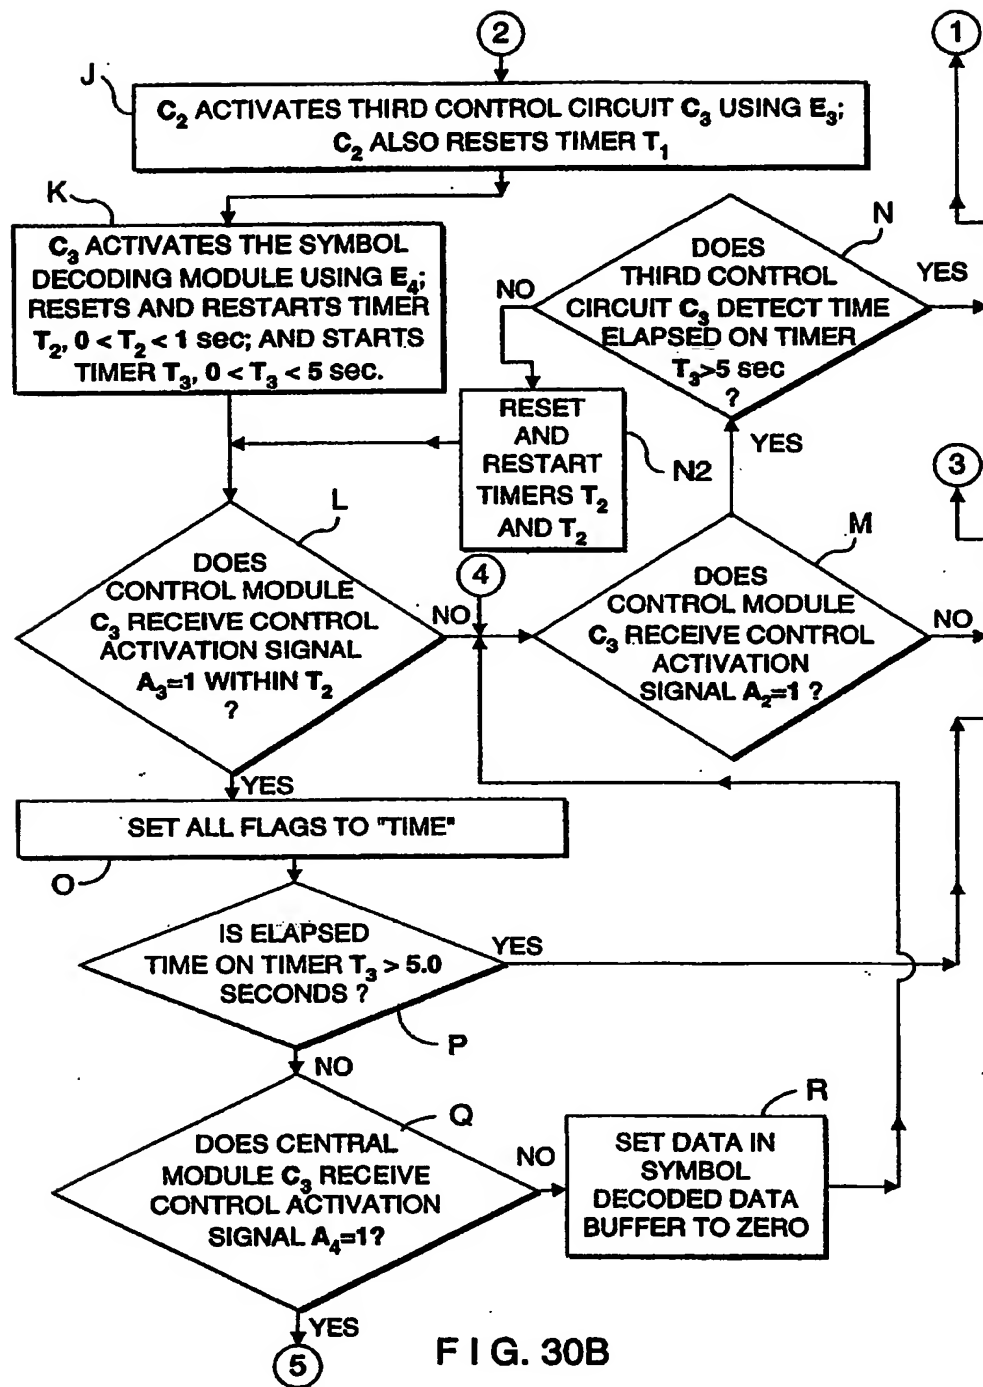 2
1
J
C2 ACTIVATES THIRD CONTROL CIRCUIT C3 USING E3;
C2 ALSO RESETS TIMER T1
K
C3 ACTIVATES THE SYMBOL
DECODING MODULE USING E4;
RESETS AND RESTARTS TIMER
T2, 0 < T2 < 1 sec; AND STARTS
TIMER T3, 0 < T3 < 5 sec.
N
DOES
THIRD CONTROL
CIRCUIT C3 DETECT TIME
ELAPSED ON TIMER
T3>5 sec
?
NO
YES
RESET
AND
RESTART
TIMERS T2
AND T2
N2
YES
3
L
DOES
CONTROL MODULE
C3 RECEIVE CONTROL
ACTIVATION SIGNAL
A3=1 WITHIN T2
?
NO
4
M
DOES
CONTROL MODULE
C3 RECEIVE CONTROL
ACTIVATION
SIGNAL A2=1 ?
NO
YES
SET ALL FLAGS TO "TIME"
O
IS ELAPSED
TIME ON TIMER T3 > 5.0
SECONDS ?
YES
P
NO
Q
DOES CENTRAL
MODULE C3 RECEIVE
CONTROL ACTIVATION
SIGNAL A4=1?
NO
R
SET DATA IN
SYMBOL
DECODED DATA
BUFFER TO ZERO
YES
5
F I G. 30B